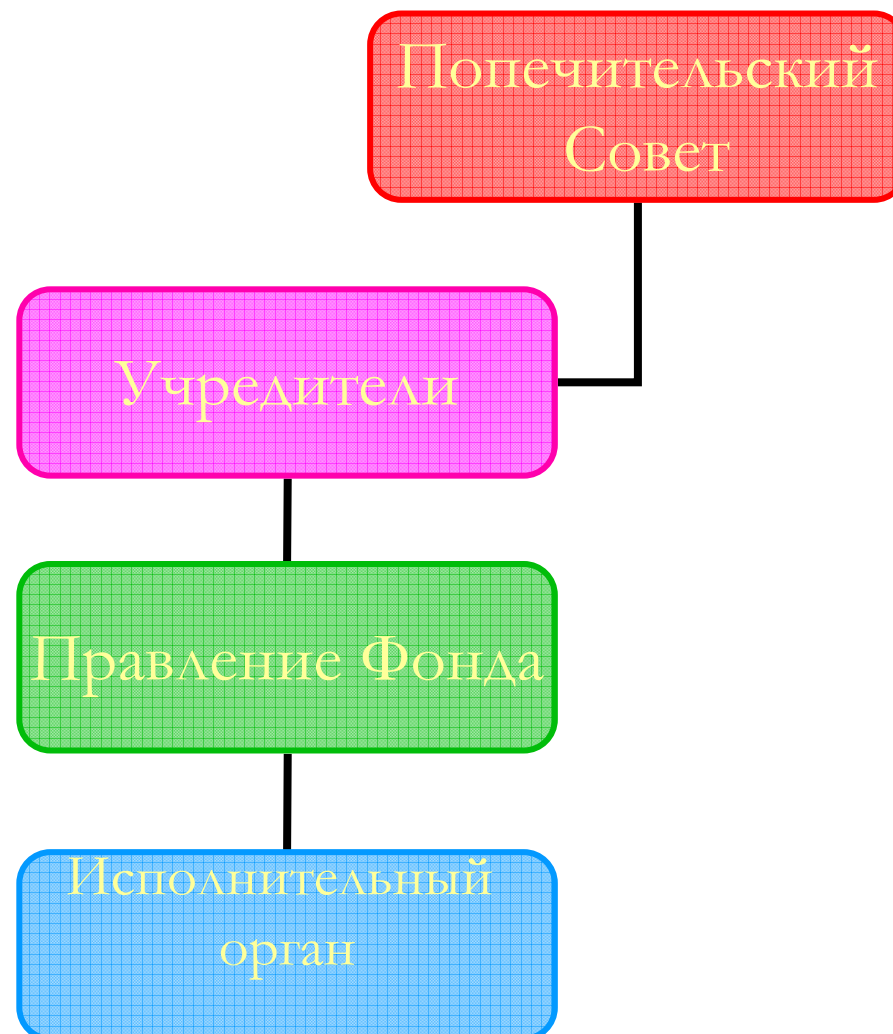 Попечительский
Совет
Учредители
Правление Фонда
Исполнительный
орган